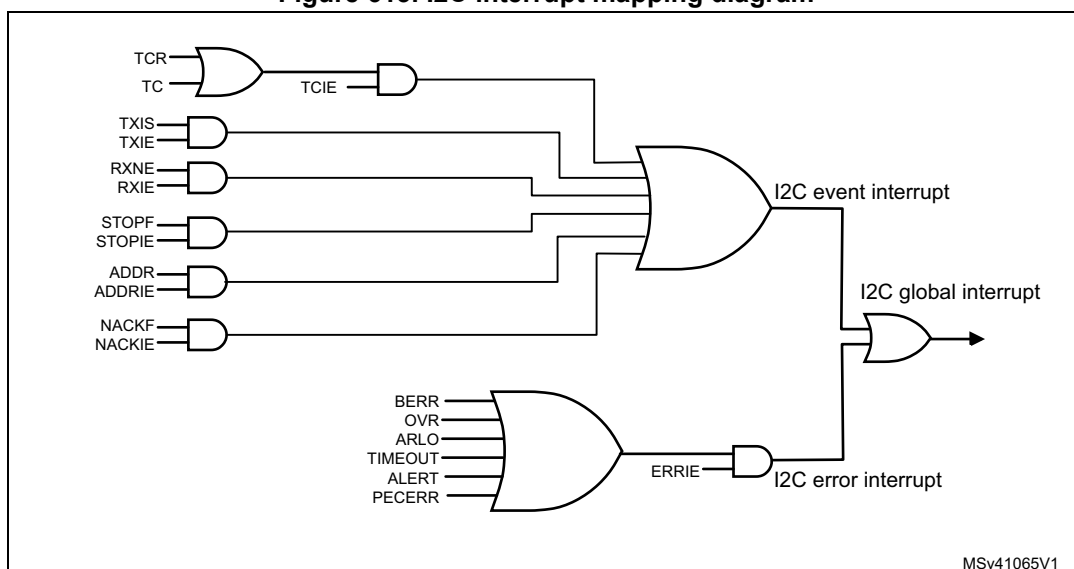 TCR
TC
TCIE
TXIS
TXIE
RXNE
RXIE
STOPF
STOPIE
ADDR
ADDRIE
NACKF
NACKIE
I2C event interrupt
I2C global interrupt
BERR
OVR
ARLO
TIMEOUT
ALERT
PECERR
ERRIE
I2C error interrupt
MSv41065V1